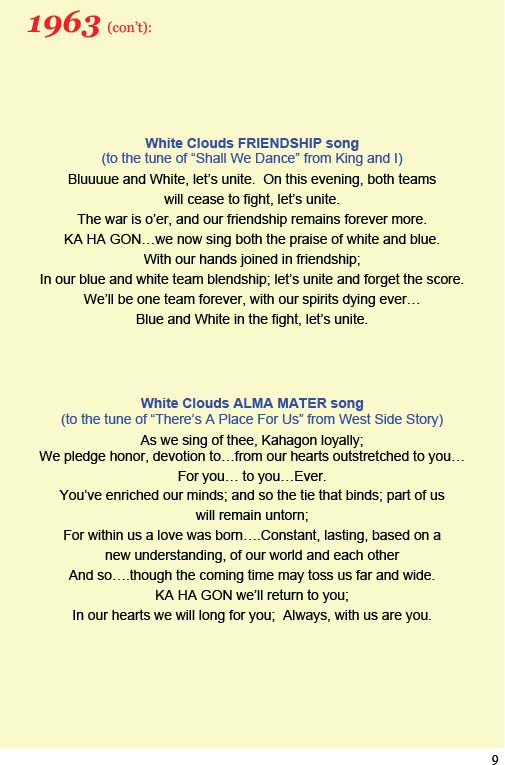 1963 (con’t):
White Clouds FRIENDSHIP song
(to the tune of “Shall We Dance” from King and I)
Bluuuue and White, let’s unite.  On this evening, both teams
will cease to fight, let’s unite.
The war is o’er, and our friendship remains forever more.
KA HA GON…we now sing both the praise of white and blue.
With our hands joined in friendship;
In our blue and white team blendship; let’s unite and forget the score.
We’ll be one team forever, with our spirits dying ever…
Blue and White in the fight, let’s unite.
White Clouds ALMA MATER song
(to the tune of “There’s A Place For Us” from West Side Story)
As we sing of thee, Kahagon loyally;
We pledge honor, devotion to…from our hearts outstretched to you…
For you… to you…Ever.
You’ve enriched our minds; and so the tie that binds; part of us
will remain untorn;
For within us a love was born….Constant, lasting, based on a
new understanding, of our world and each other
And so….though the coming time may toss us far and wide.
KA HA GON we’ll return to you;
In our hearts we will long for you;  Always, with us are you.
9